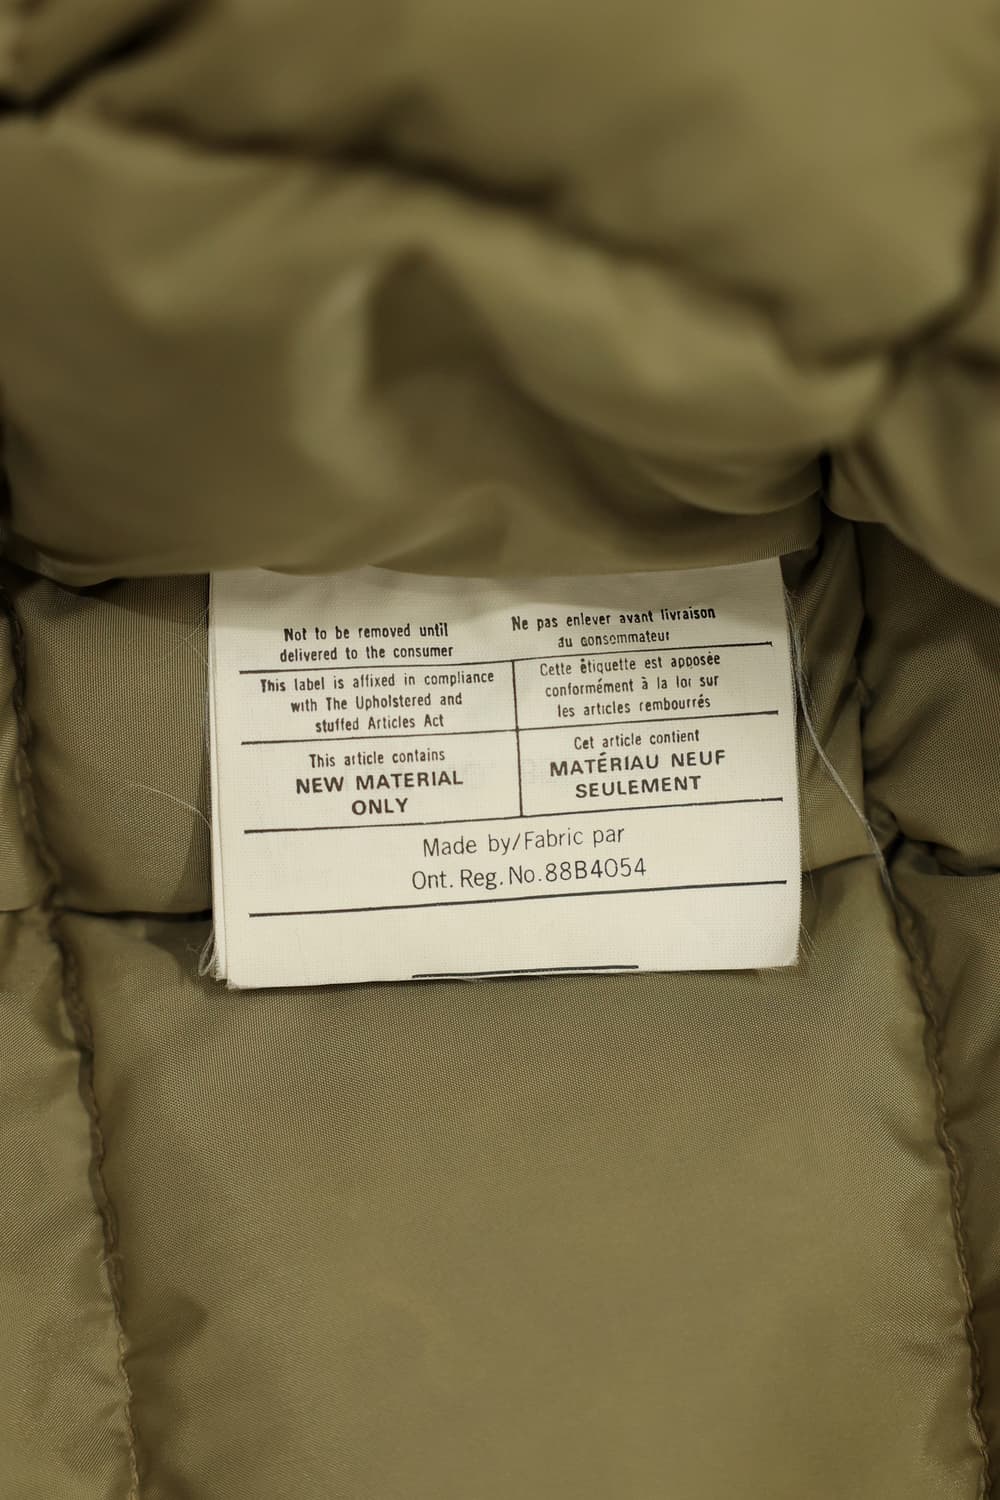 Not to be removed until
delivered to the consumer
Ne pas enlever avant livraison
au consommateur
This label is affixed in compliance
with The Upholstered and
stuffed Articles Act
Cette étiquette est apposée
conformément à la loi sur
les articles rembourrés
This article contains
NEW MATERIAL
ONLY
Cet article contient
MATÉRIAU NEUF
SEULEMENT
Made by/Fabric par
Ont. Reg. No. 88B4054